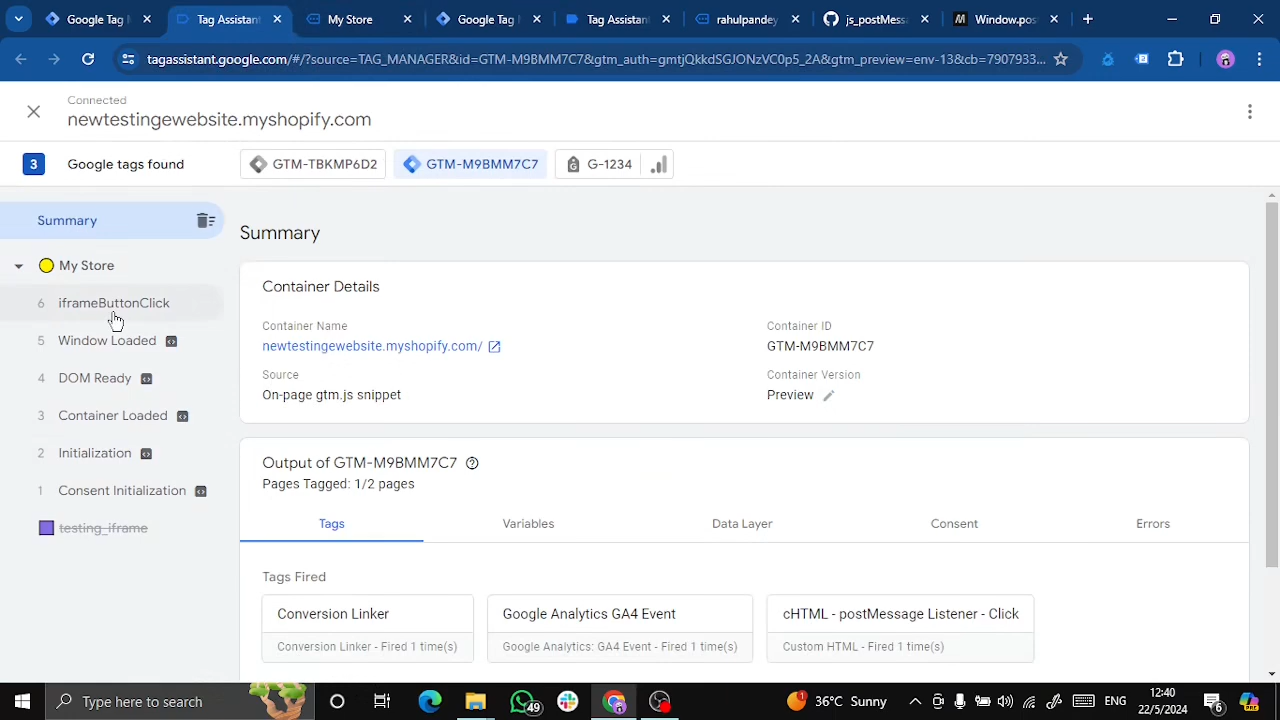 Google Tag
Tag Assistant
My Store
Google Tag
Tag Assistant
rahulpandey
js_postMessa
Window.pos
tagassistant.google.com/#/?source=TAG_MANAGER&id=GTM-M9BMM7C7&gtm_auth=gmtjQkkdSGJONzVC0p5_2A&gtm_preview=env-13&cb=7907933...
Connected
newtestingewebsite.myshopify.com
3 Google tags found GTM-TBKMP6D2 GTM-M9BMM7C7 G-1234
Summary
My Store
6 iframeButtonClick
5 Window Loaded
4 DOM Ready
3 Container Loaded
2 Initialization
1 Consent Initialization
testing_iframe
Summary
Container Details
Container Name
newtestingewebsite.myshopify.com/
Container ID
GTM-M9BMM7C7
Source
On-page gtm.js snippet
Container Version
Preview
Output of GTM-M9BMM7C7
Pages Tagged: 1/2 pages
Tags Variables Data Layer Consent Errors
Tags Fired
Conversion Linker
Conversion Linker - Fired 1 time(s)
Google Analytics GA4 Event
Google Analytics: GA4 Event - Fired 1 time(s)
cHTML - postMessage Listener - Click
Custom HTML - Fired 1 time(s)
Type here to search
49
1
36°C Sunny
ENG
12:40
22/5/2024
6